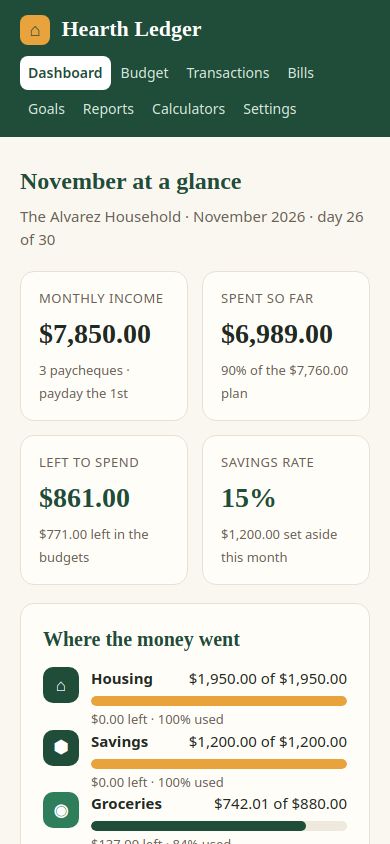 Hearth Ledger
Dashboard Budget Transactions Bills
Goals Reports Calculators Settings
November at a glance
The Alvarez Household · November 2026 · day 26
of 30
MONTHLY INCOME
$7,850.00
3 paycheques ·
payday the 1st
SPENT SO FAR
$6,989.00
90% of the $7,760.00
plan
LEFT TO SPEND
$861.00
$771.00 left in the
budgets
SAVINGS RATE
15%
$1,200.00 set aside
this month
Where the money went
Housing $1,950.00 of $1,950.00
$0.00 left · 100% used
Savings $1,200.00 of $1,200.00
$0.00 left · 100% used
Groceries $742.01 of $880.00
$137.99 left · 84% used